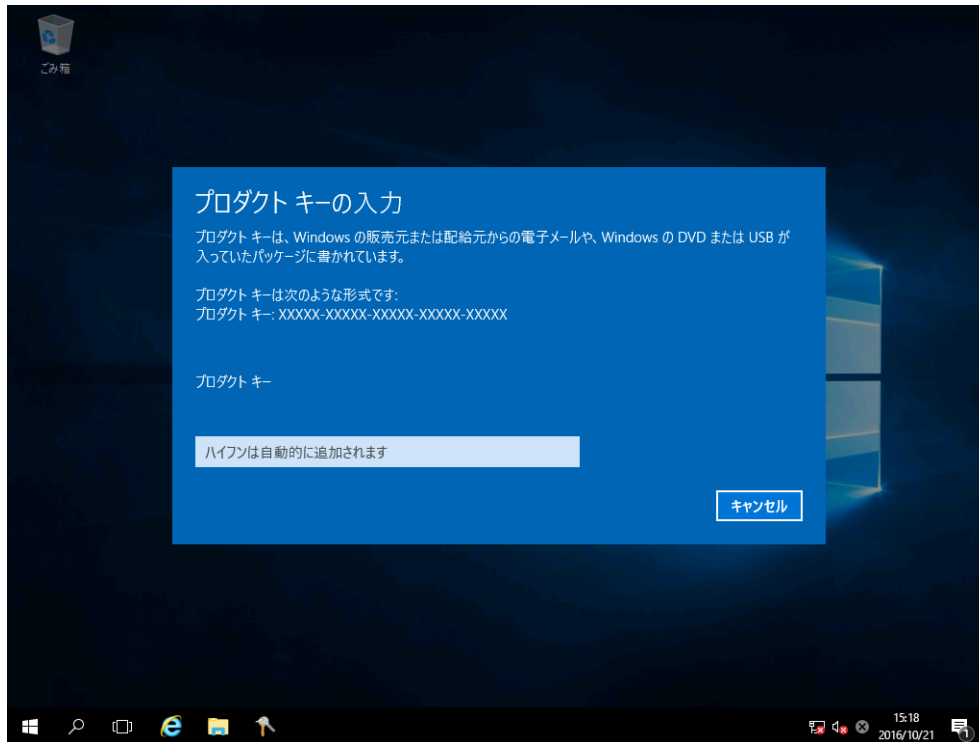 ごみ箱
プロダクト キーの入力
プロダクト キーは、Windows の販売元または配給元からの電子メールや、Windows の DVD または USB が
入っていたパッケージに書かれています。
プロダクト キーは次のような形式です:
プロダクト キー: XXXXX-XXXXX-XXXXX-XXXXX-XXXXX
プロダクト キー
ハイフンは自動的に追加されます
キャンセル
15:18
2016/10/21
1